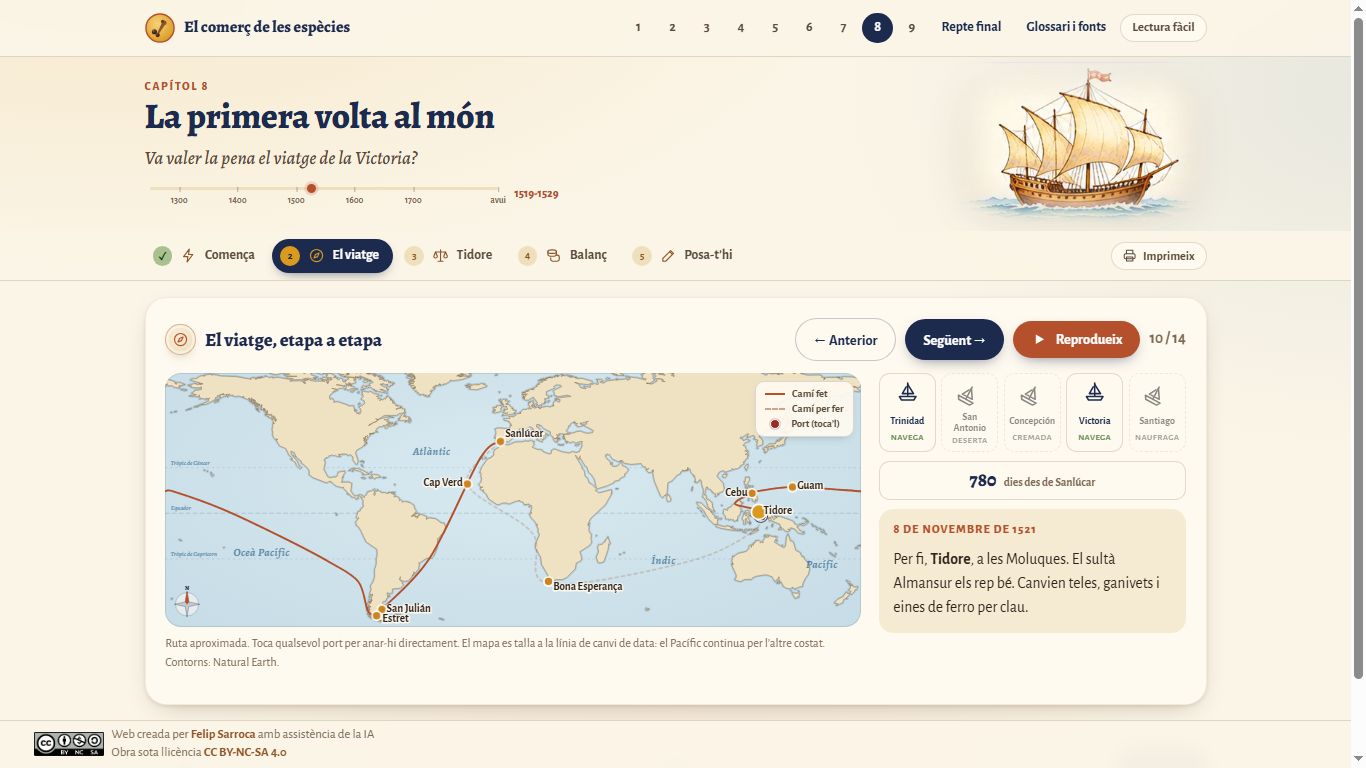 El comerç de les espècies
1 2 3 4 5 6 7 8 9 Repte final Glossari i fonts Lectura fàcil
CAPÍTOL 8
La primera volta al món
Va valer la pena el viatge de la Victoria?
1300 1400 1500 1600 1700 avui 1519-1529
✓ Comença 2 El viatge 3 Tidore 4 Balanç 5 Posa-t'hi Imprimeix
El viatge, etapa a etapa
← Anterior Següent → Reprodueix 10 / 14
Camí fet
Camí per fer
Port (toca'l)
Sanlúcar
Atlàntic
Tròpic de Càncer
Cap Verd
Guam
Cebu
Equador
Tidore
Tròpic de Capricorn
Oceà Pacífic
Índic
Pacífic
Bona Esperança
N
San Julián
Estret
Trinidad
NAVEGA
San Antonio
DESERTA
Concepción
CREMADA
Victoria
NAVEGA
Santiago
NAUFRAGA
780 dies des de Sanlúcar
8 DE NOVEMBRE DE 1521
Per fi, Tidore, a les Moluques. El sultà
Almansur els rep bé. Canvien teles, ganivets i
eines de ferro per clau.
Ruta aproximada. Toca qualsevol port per anar-hi directament. El mapa es talla a la línia de canvi de data: el Pacífic continua per l'altre costat.
Contorns: Natural Earth.
CC BY NC SA
Web creada per Felip Sarroca amb assistència de la IA
Obra sota llicència CC BY-NC-SA 4.0